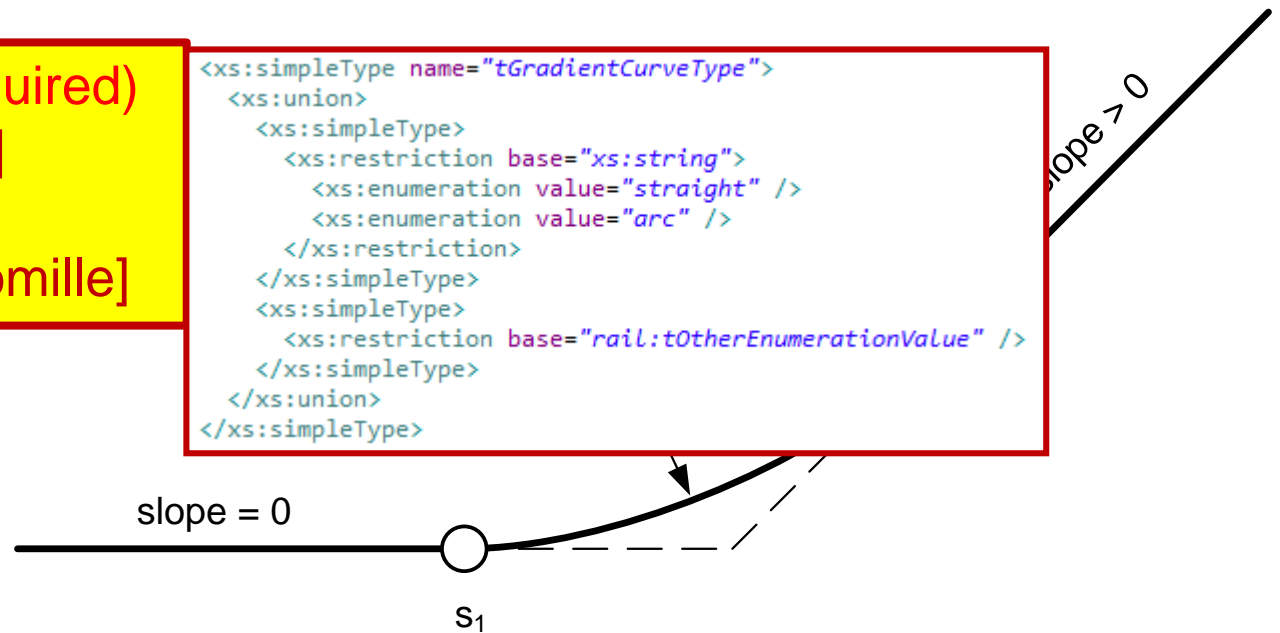 <xs:simpleType name="tGradientCurveType">
<xs:union>
<xs:simpleType>
<xs:restriction base="xs:string">
<xs:enumeration value="straight" />
<xs:enumeration value="arc" />
</xs:restriction>
</xs:simpleType>
<xs:simpleType>
<xs:restriction base="rail:tOtherEnumerationValue" />
</xs:simpleType>
</xs:union>
</xs:simpleType>
uired)
]
omille]
slope > 0
slope = 0
s₁